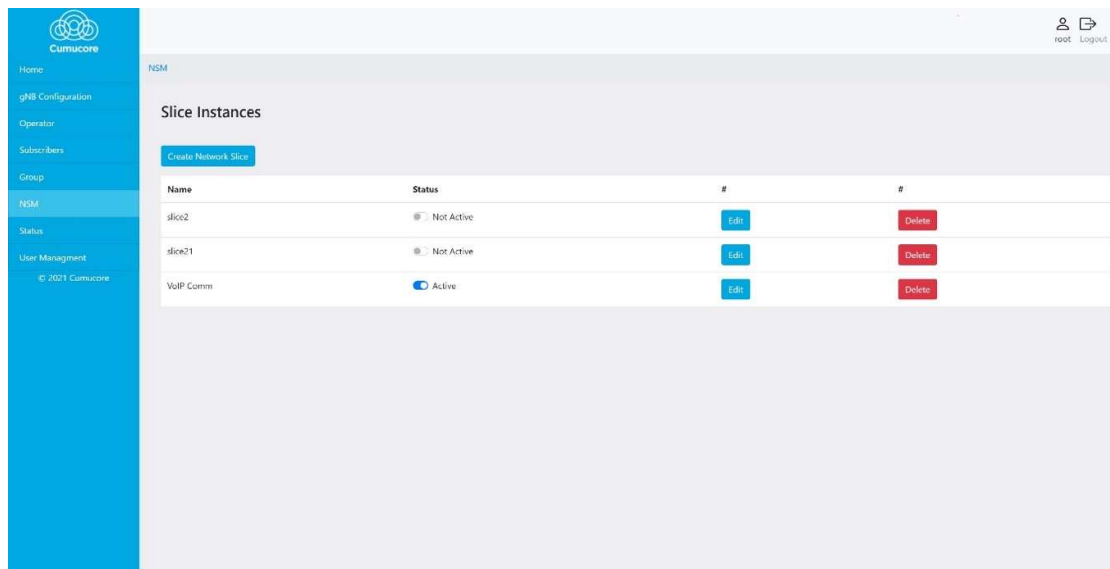 Cumucore
root Logout
Home
gNB Configuration
Operator
Subscribers
Group
NSM
Status
User Managment
© 2021 Cumucore
NSM
Slice Instances
Create Network Slice
Name Status # #
slice2 Not Active Edit Delete
slice21 Not Active Edit Delete
VoIP Comm Active Edit Delete